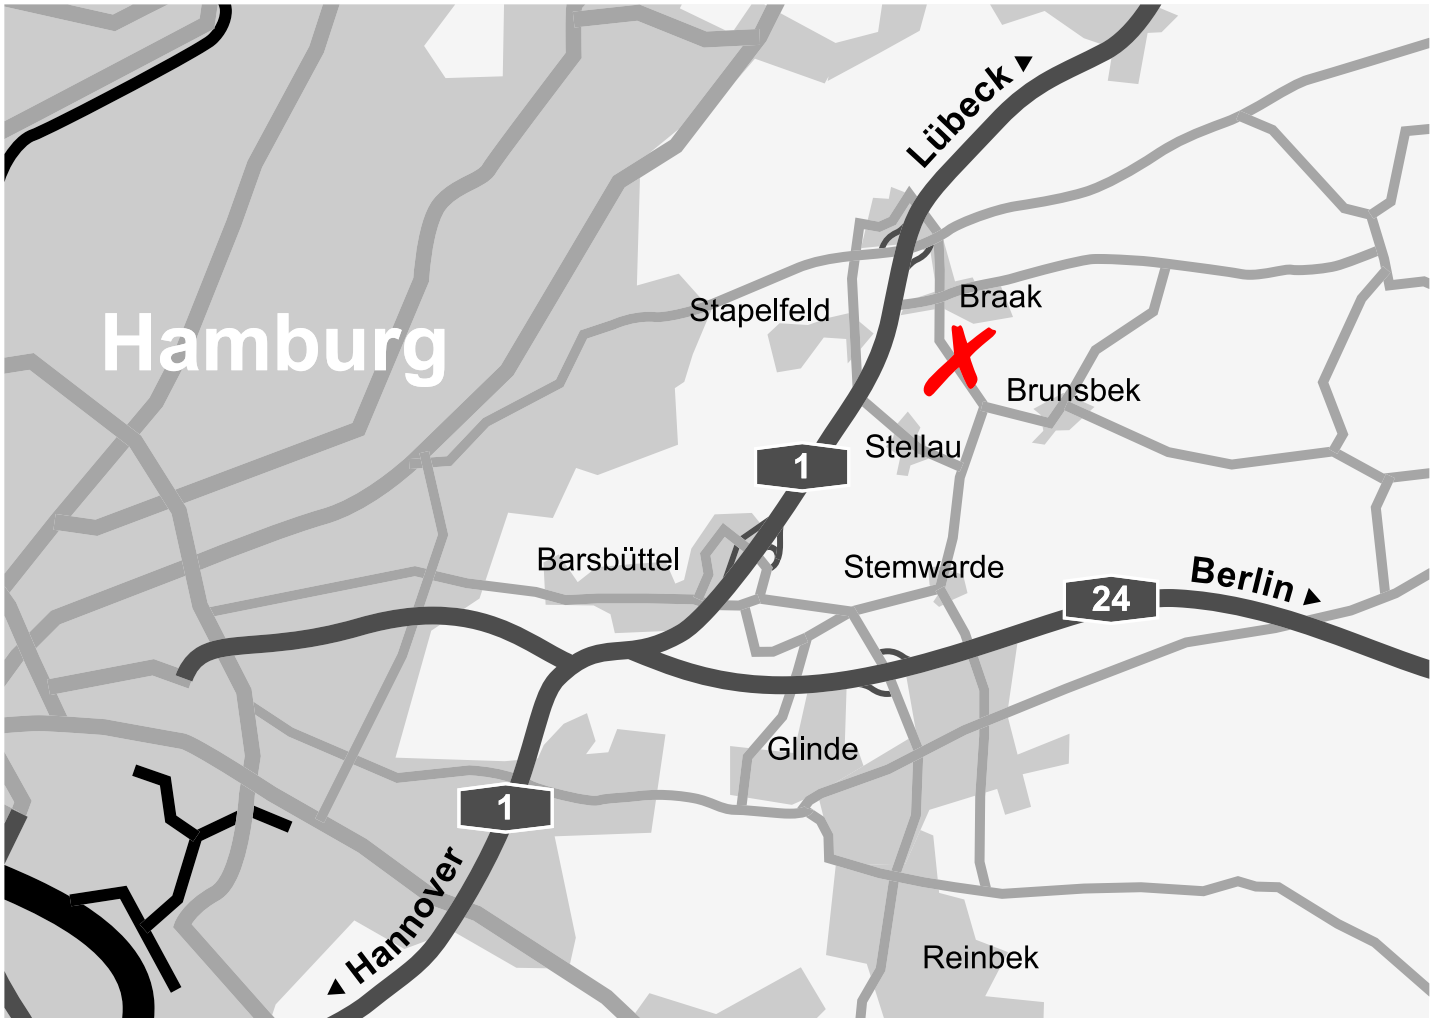 Lübeck
Braak
Stapelfeld
Hamburg
Brunsbek
Stellau
1
Barsbüttel
Stemwarde
Berlin
24
Glinde
1
Hannover
Reinbek